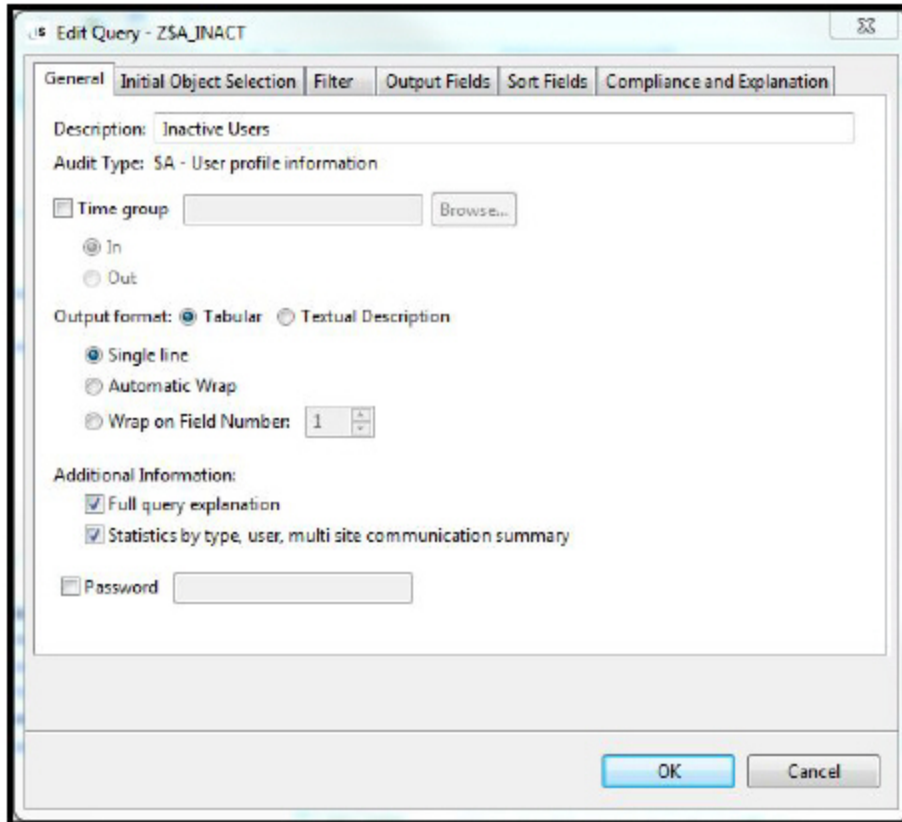 Edit Query - Z$A_INACT
General Initial Object Selection Filter Output Fields Sort Fields Compliance and Explanation
Description: Inactive Users
Audit Type: $A - User profile information
Time group Browse...
In
Out
Output format: Tabular Textual Description
Single line
Automatic Wrap
Wrap on Field Number: 1
Additional Information:
Full query explanation
Statistics by type, user, multi site communication summary
Password
OK Cancel